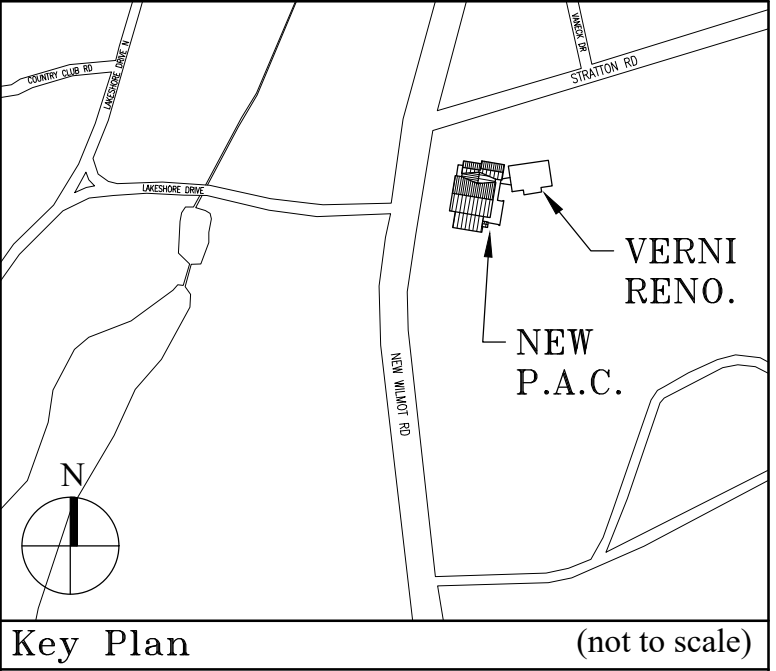 VANECK DR
COUNTRY CLUB RD
LAKESHORE DRIVE N
STRATTON RD
LAKESHORE DRIVE
VERNI
RENO.
NEW
P.A.C.
NEW WILMOT RD
N
Key Plan
(not to scale)